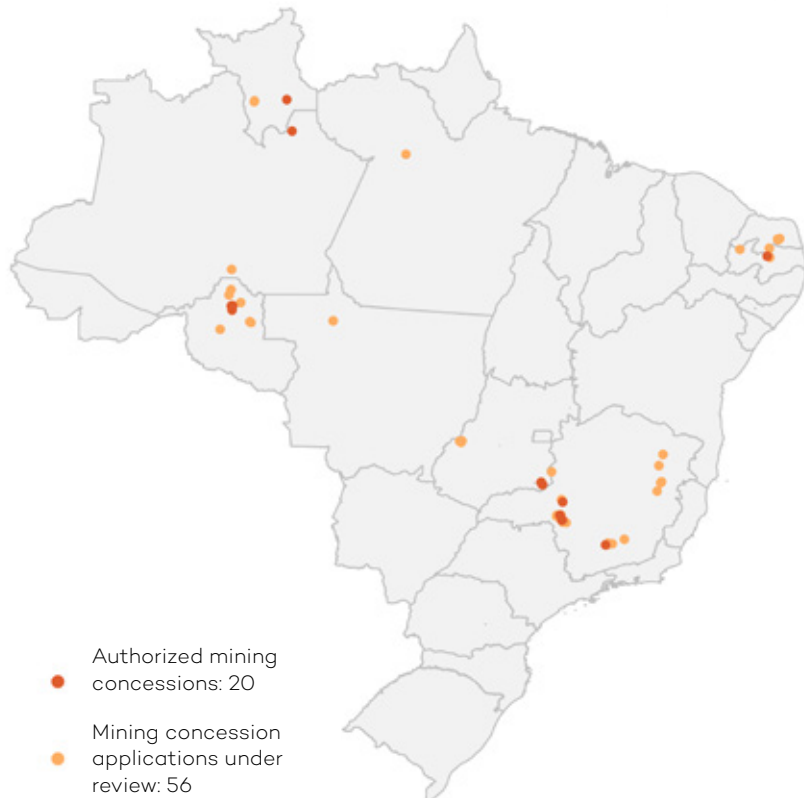 Authorized mining
concessions: 20
Mining concession
applications under
review: 56